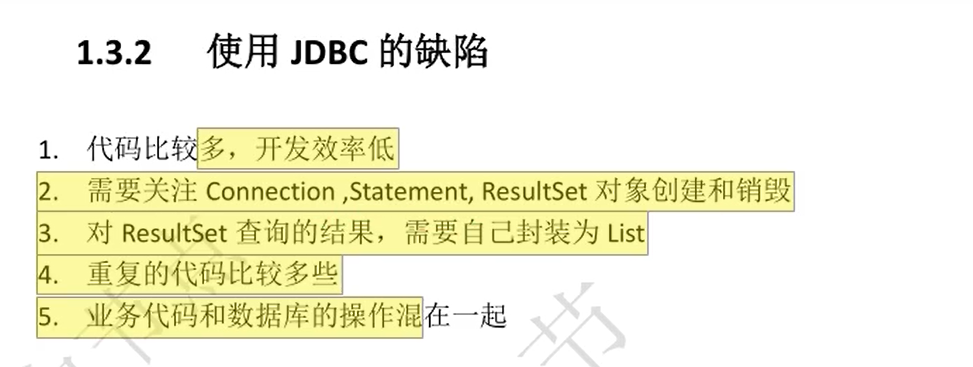 1.3.2 使用 JDBC 的缺陷
1. 代码比较多，开发效率低
2. 需要关注 Connection ,Statement, ResultSet 对象创建和销毁
3. 对 ResultSet 查询的结果，需要自己封装为 List
4. 重复的代码比较多些
5. 业务代码和数据库的操作混在一起